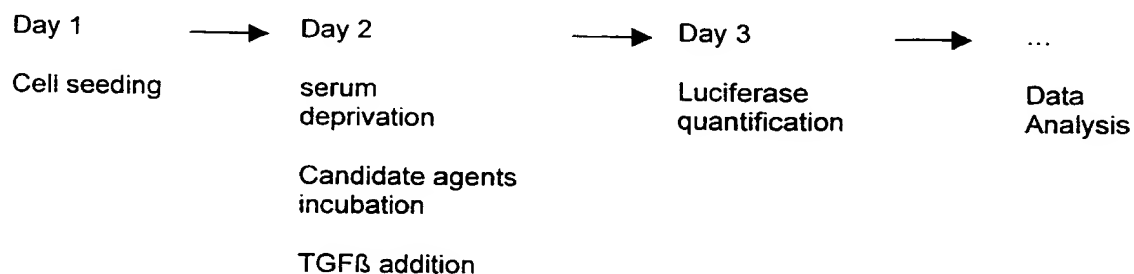 Day 1
Cell seeding
Day 2
serum
deprivation
Candidate agents
incubation
TGFß addition
Day 3
Luciferase
quantification
...
Data
Analysis